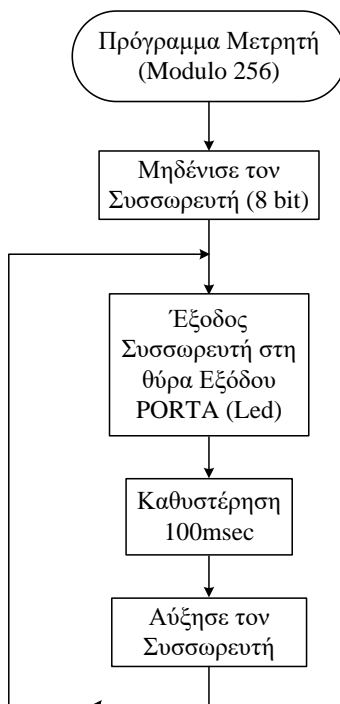 Πρόγραμμα Μετρητή
(Modulo 256)
Μηδένισε τον
Συσσωρευτή (8 bit)
Έξοδος
Συσσωρευτή στη
θύρα Εξόδου
PORTA (Led)
Καθυστέρηση
100msec
Αύξησε τον
Συσσωρευτή